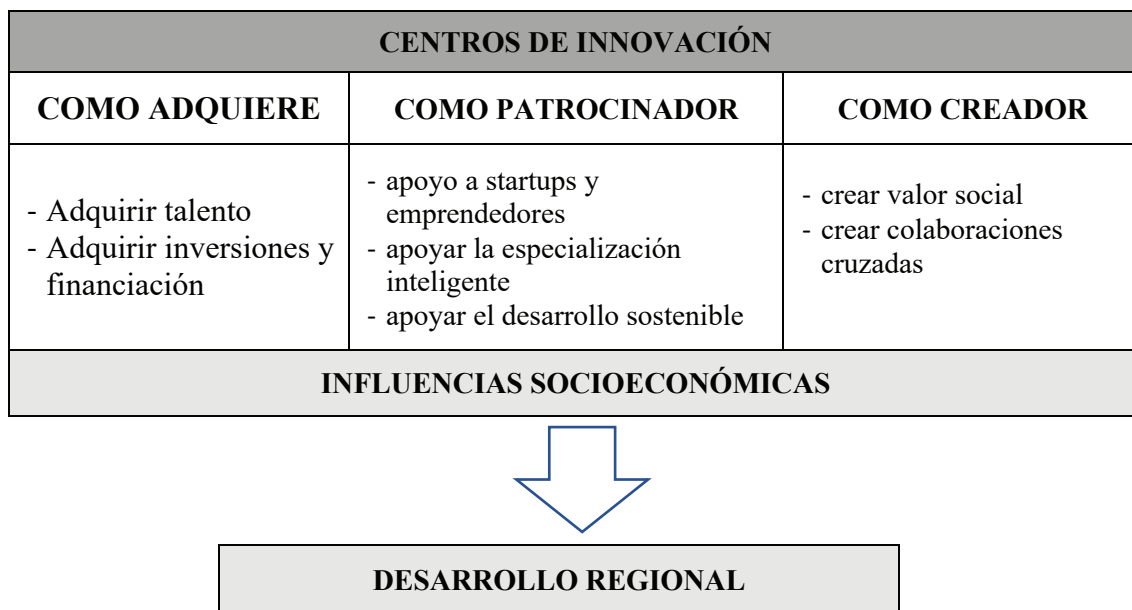 CENTROS DE INNOVACIÓN
COMO ADQUIERE
COMO PATROCINADOR
COMO CREADOR
- Adquirir talento
- Adquirir inversiones y
financiación
- apoyo a startups y
emprendedores
- apoyar la especialización
inteligente
- apoyar el desarrollo sostenible
- crear valor social
- crear colaboraciones
cruzadas
INFLUENCIAS SOCIOECONÓMICAS
DESARROLLO REGIONAL